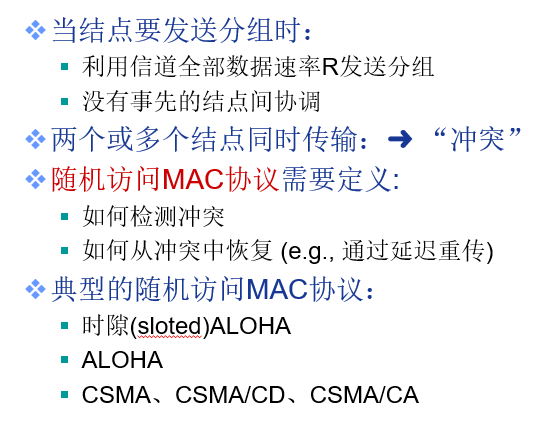 当结点要发送分组时：
利用信道全部数据速率R发送分组
没有事先的结点间协调
两个或多个结点同时传输：➜ “冲突”
随机访问MAC协议需要定义:
如何检测冲突
如何从冲突中恢复 (e.g., 通过延迟重传)
典型的随机访问MAC协议：
时隙(sloted)ALOHA
ALOHA
CSMA、CSMA/CD、CSMA/CA